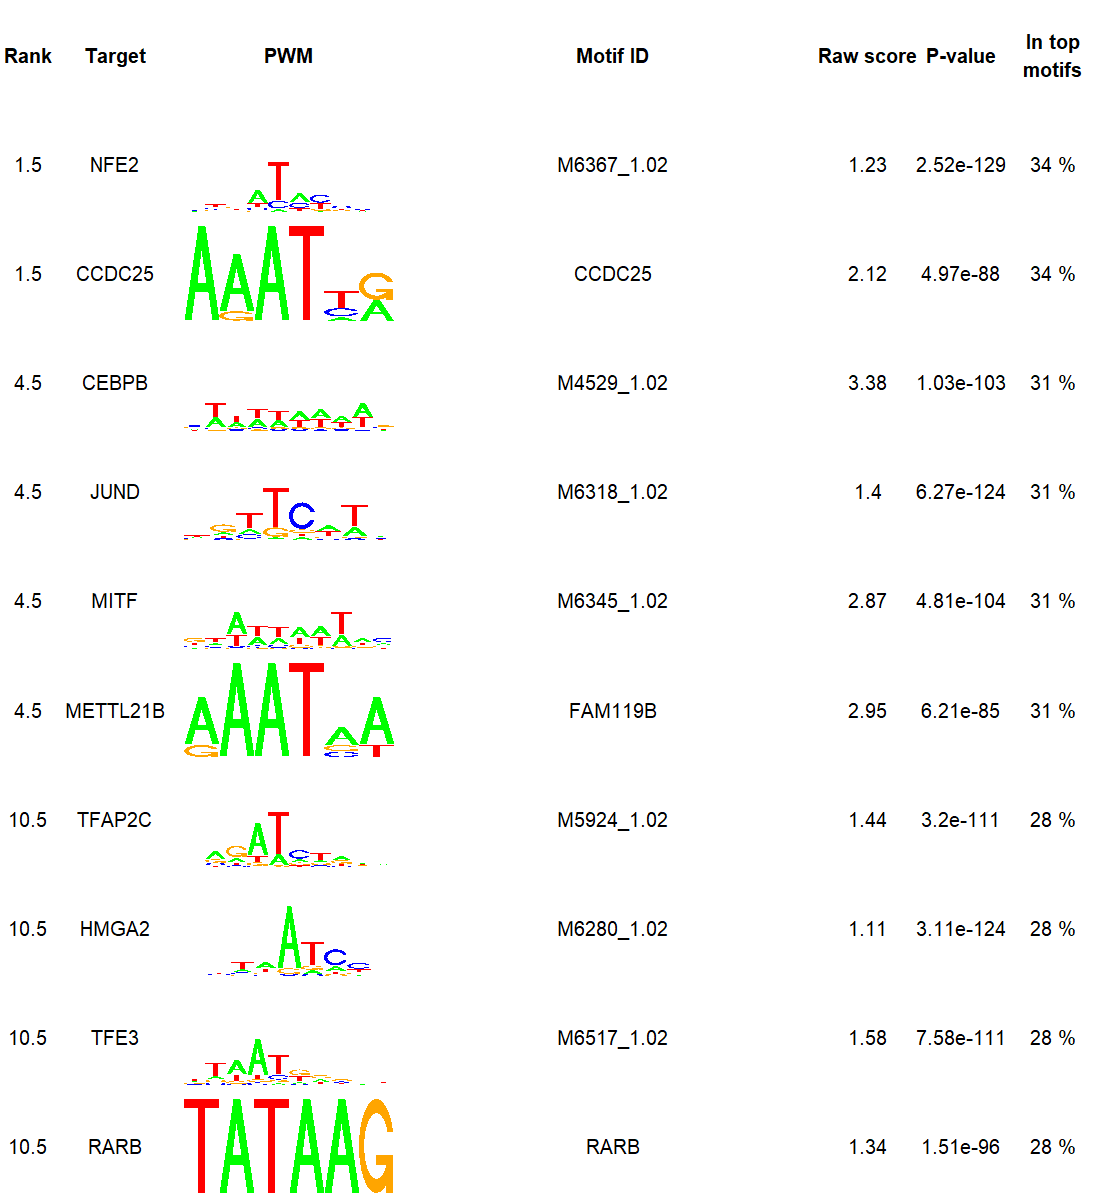 Rank Target PWM Motif ID Raw score P-value In top motifs
1.5 NFE2 M6367_1.02 1.23 2.52e-129 34 %
1.5 CCDC25 CCDC25 2.12 4.97e-88 34 %
4.5 CEBPB M4529_1.02 3.38 1.03e-103 31 %
4.5 JUND M6318_1.02 1.4 6.27e-124 31 %
4.5 MITF M6345_1.02 2.87 4.81e-104 31 %
4.5 METTL21B FAM119B 2.95 6.21e-85 31 %
10.5 TFAP2C M5924_1.02 1.44 3.2e-111 28 %
10.5 HMGA2 M6280_1.02 1.11 3.11e-124 28 %
10.5 TFE3 M6517_1.02 1.58 7.58e-111 28 %
10.5 RARB TATAAG RARB 1.34 1.51e-96 28 %